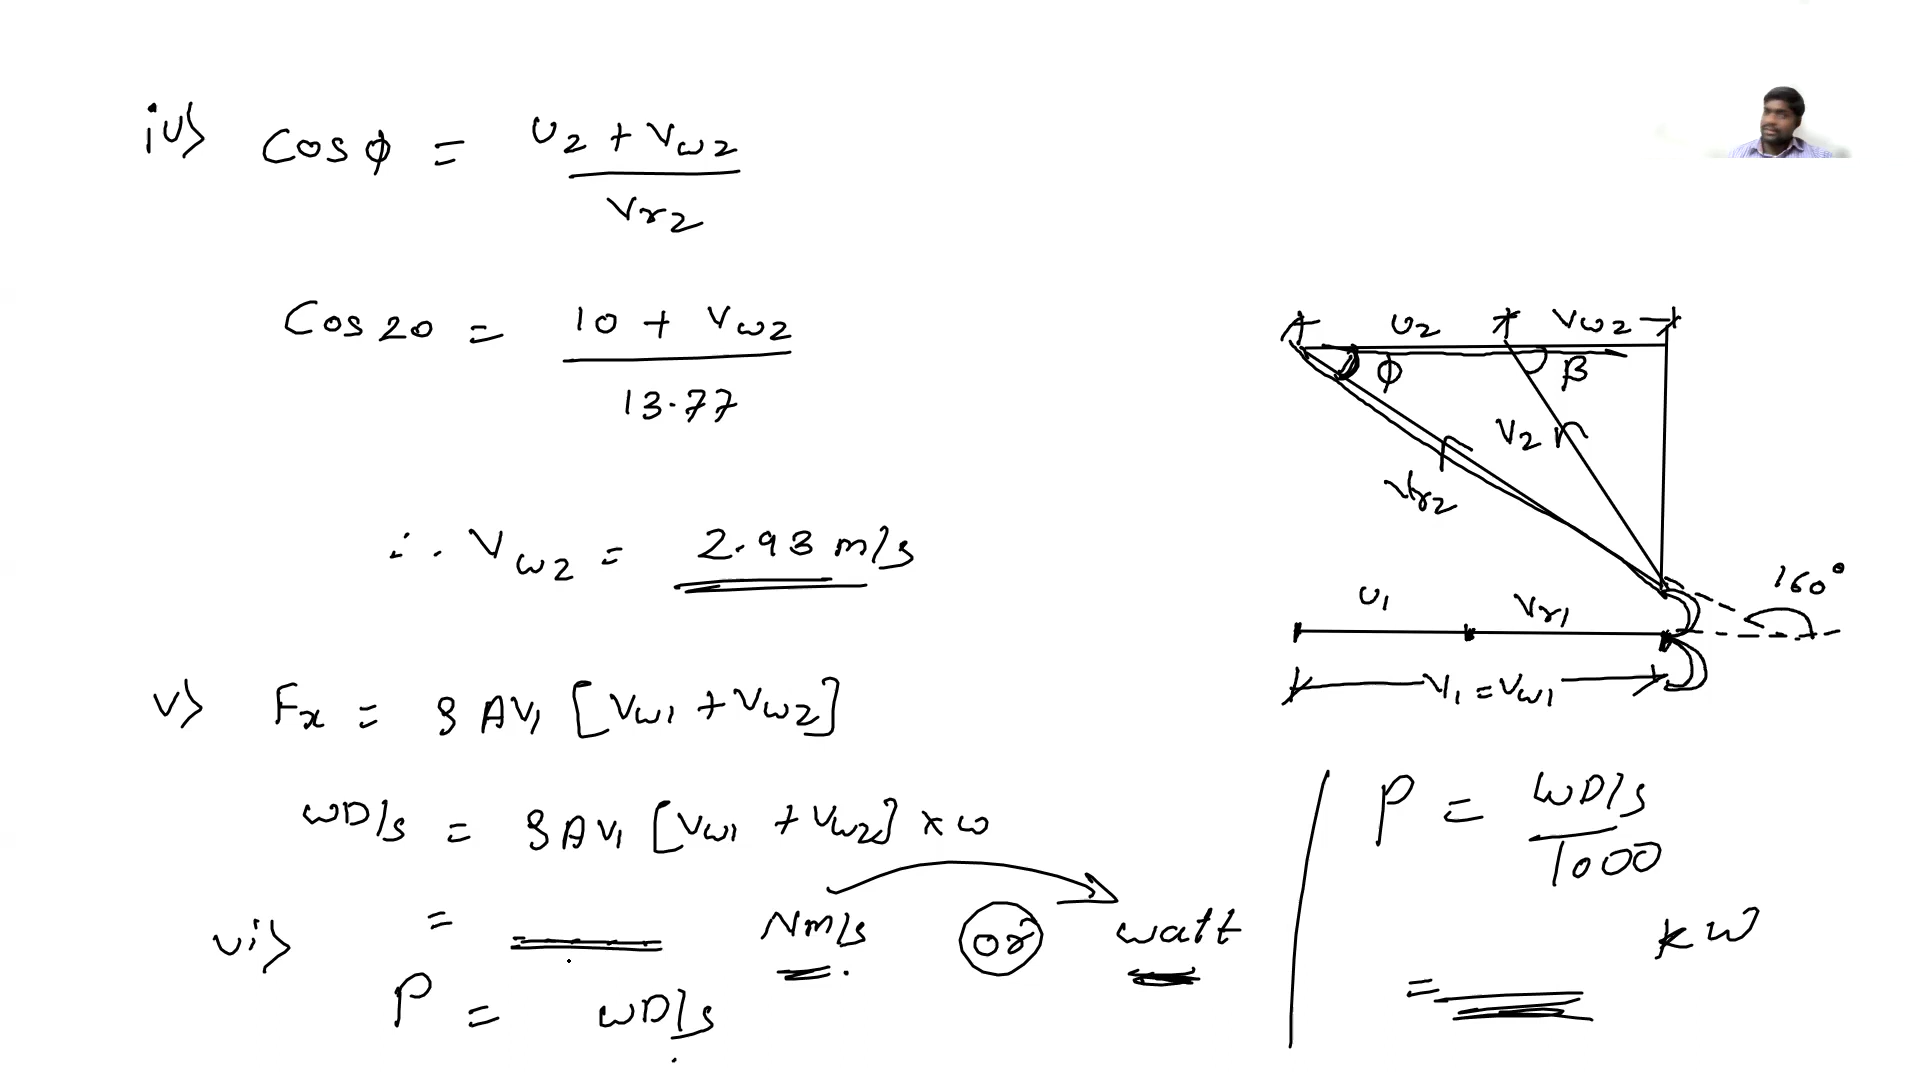 iv> Cos φ = u2 + Vw2 / Vr2
Cos 20 = 10 + Vw2 / 13.77
∴ Vw2 = 2.93 m/s
v> Fx = ρAV1 [Vw1 + Vw2]
WD/s = ρAV1 [Vw1 + Vw2] × u
= Nm/s or watt
vi> P = WD/s
u2 Vw2
φ β
V2
Vr2
160°
u1 Vr1
V1 = Vw1
P = WD/s / 1000
kW
=